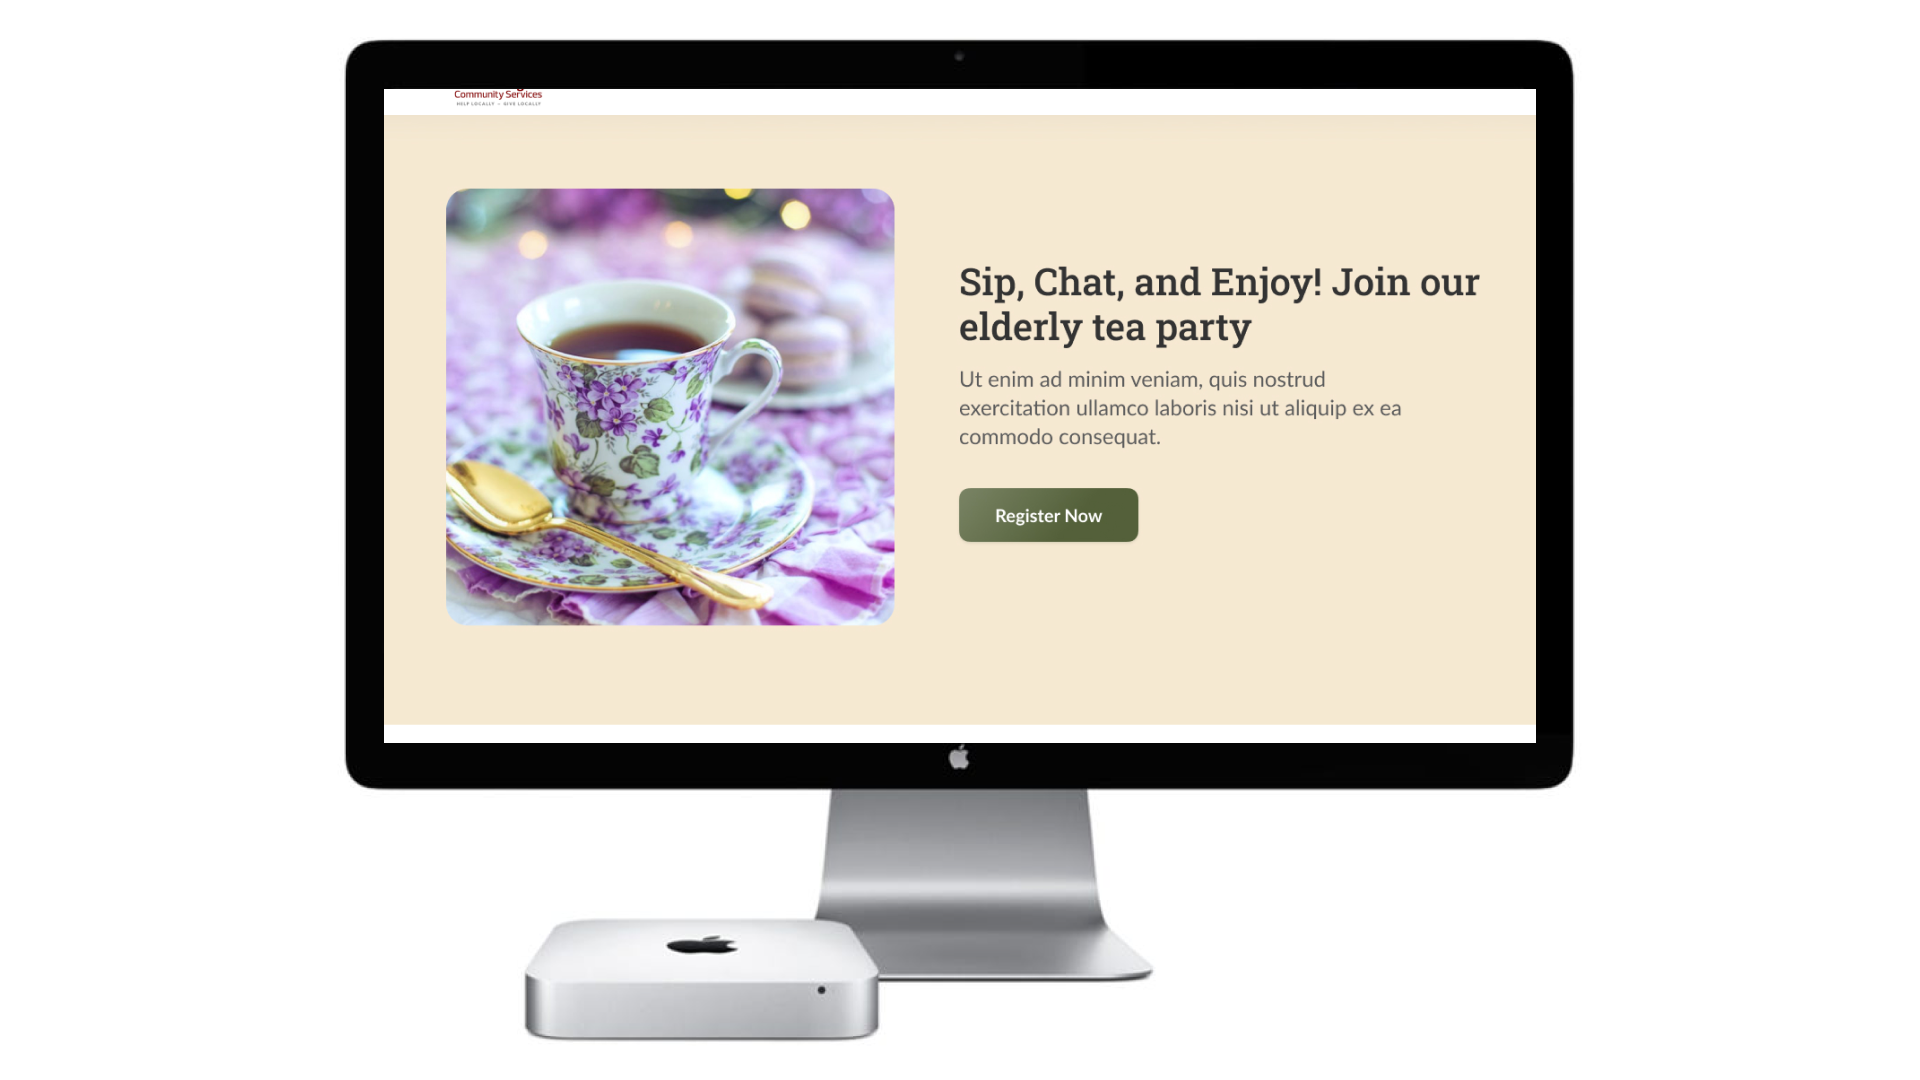 Community Services
HELP LOCALLY - GIVE LOCALLY
Sip, Chat, and Enjoy! Join our
elderly tea party
Ut enim ad minim veniam, quis nostrud
exercitation ullamco laboris nisi ut aliquip ex ea
commodo consequat.
Register Now